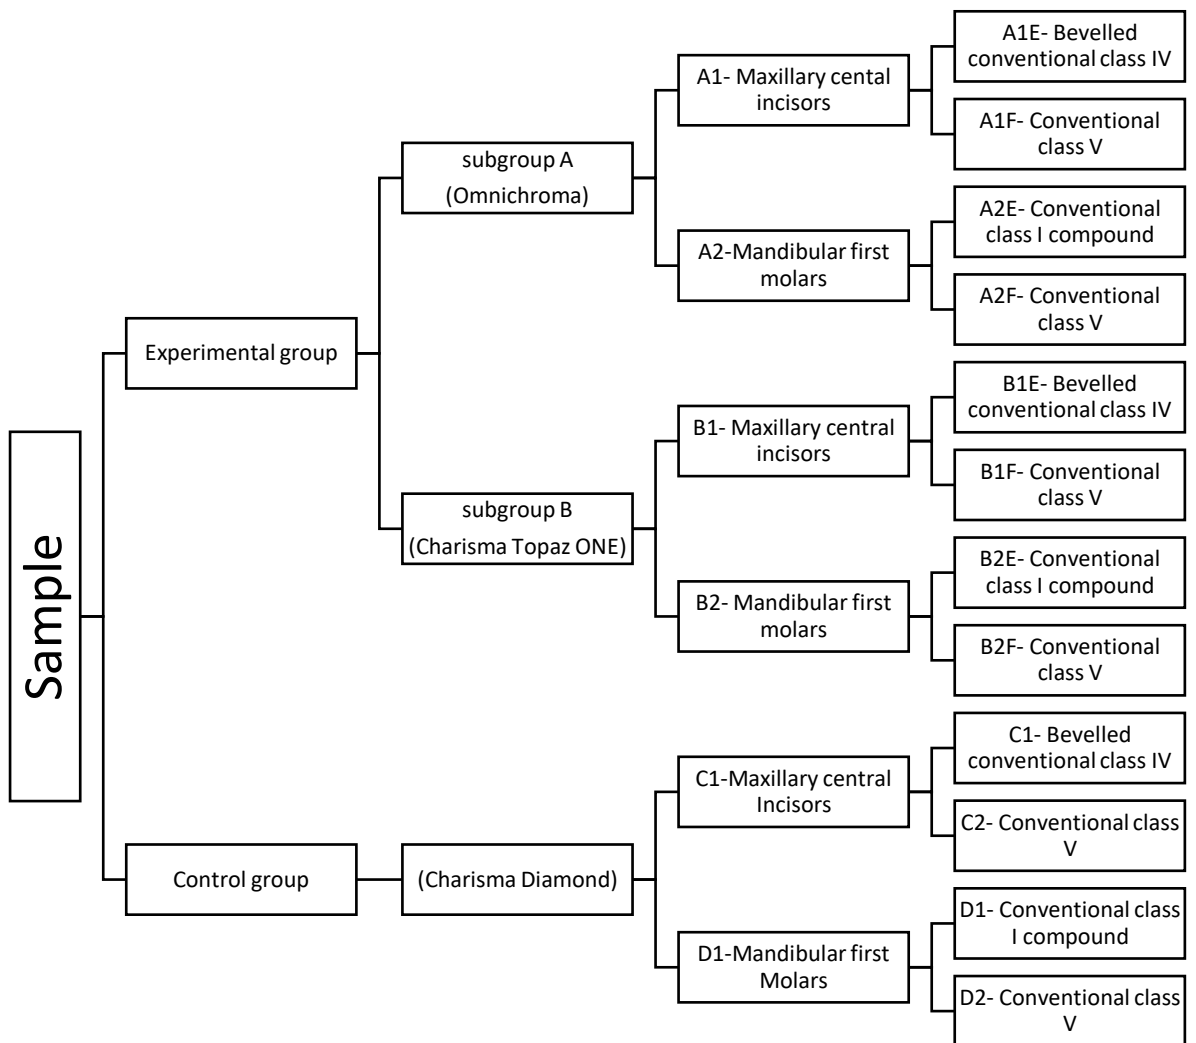 Sample
Experimental group
subgroup A
(Omnichroma)
A1- Maxillary cental
incisors
A1E- Bevelled
conventional class IV
A1F- Conventional
class V
A2-Mandibular first
molars
A2E- Conventional
class I compound
A2F- Conventional
class V
subgroup B
(Charisma Topaz ONE)
B1- Maxillary central
incisors
B1E- Bevelled
conventional class IV
B1F- Conventional
class V
B2- Mandibular first
molars
B2E- Conventional
class I compound
B2F- Conventional
class V
Control group
(Charisma Diamond)
C1-Maxillary central
Incisors
C1- Bevelled
conventional class IV
C2- Conventional class
V
D1-Mandibular first
Molars
D1- Conventional class
I compound
D2- Conventional class
V